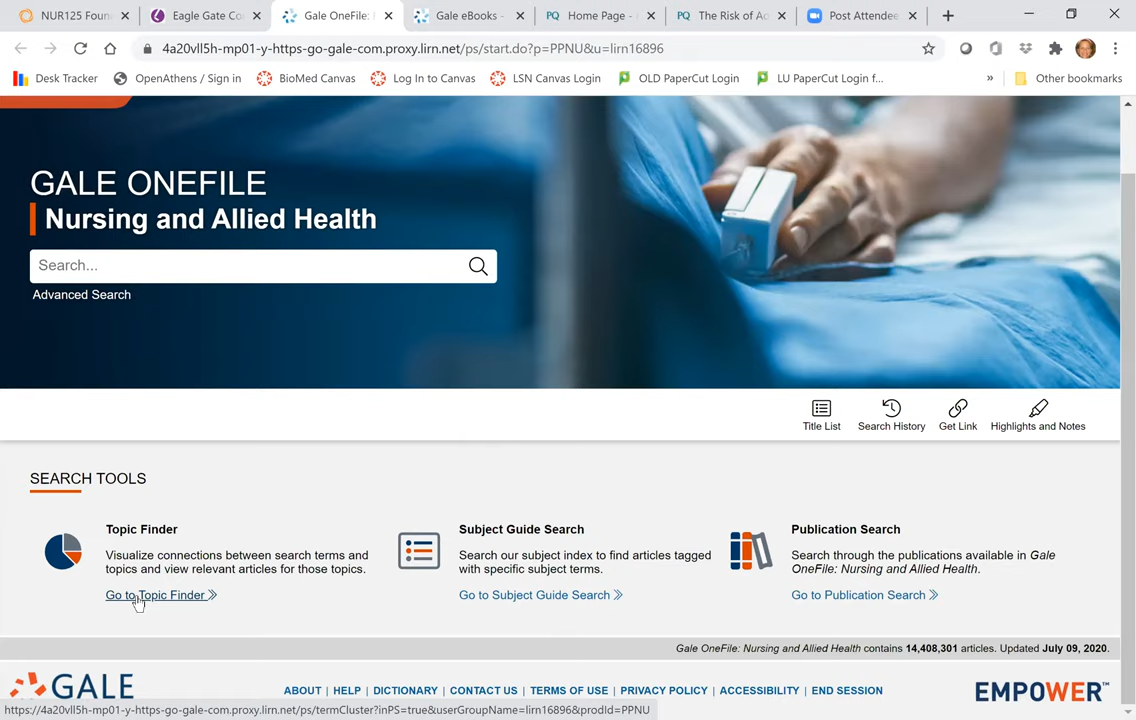 NUR125 Found
Eagle Gate Co
Gale OneFile:
Gale eBooks -
PQ Home Page -
PQ The Risk of Ac
Post Attendee
4a20vll5h-mp01-y-https-go-gale-com.proxy.lirn.net/ps/start.do?p=PPNU&u=lirn16896
Desk Tracker
OpenAthens / Sign in
BioMed Canvas
Log In to Canvas
LSN Canvas Login
OLD PaperCut Login
LU PaperCut Login f...
»
Other bookmarks
GALE ONEFILE
Nursing and Allied Health
Search...
Advanced Search
Title List
Search History
Get Link
Highlights and Notes
SEARCH TOOLS
Topic Finder
Visualize connections between search terms and
topics and view relevant articles for those topics.
Go to Topic Finder
Subject Guide Search
Search our subject index to find articles tagged
with specific subject terms.
Go to Subject Guide Search
Publication Search
Search through the publications available in Gale
OneFile: Nursing and Allied Health.
Go to Publication Search
Gale OneFile: Nursing and Allied Health contains 14,408,301 articles. Updated July 09, 2020.
GALE
ABOUT | HELP | DICTIONARY | CONTACT US | TERMS OF USE | PRIVACY POLICY | ACCESSIBILITY | END SESSION
EMPOWER™
https://4a20vll5h-mp01-y-https-go-gale-com.proxy.lirn.net/ps/termCluster?inPS=true&userGroupName=lirn16896&prodId=PPNU